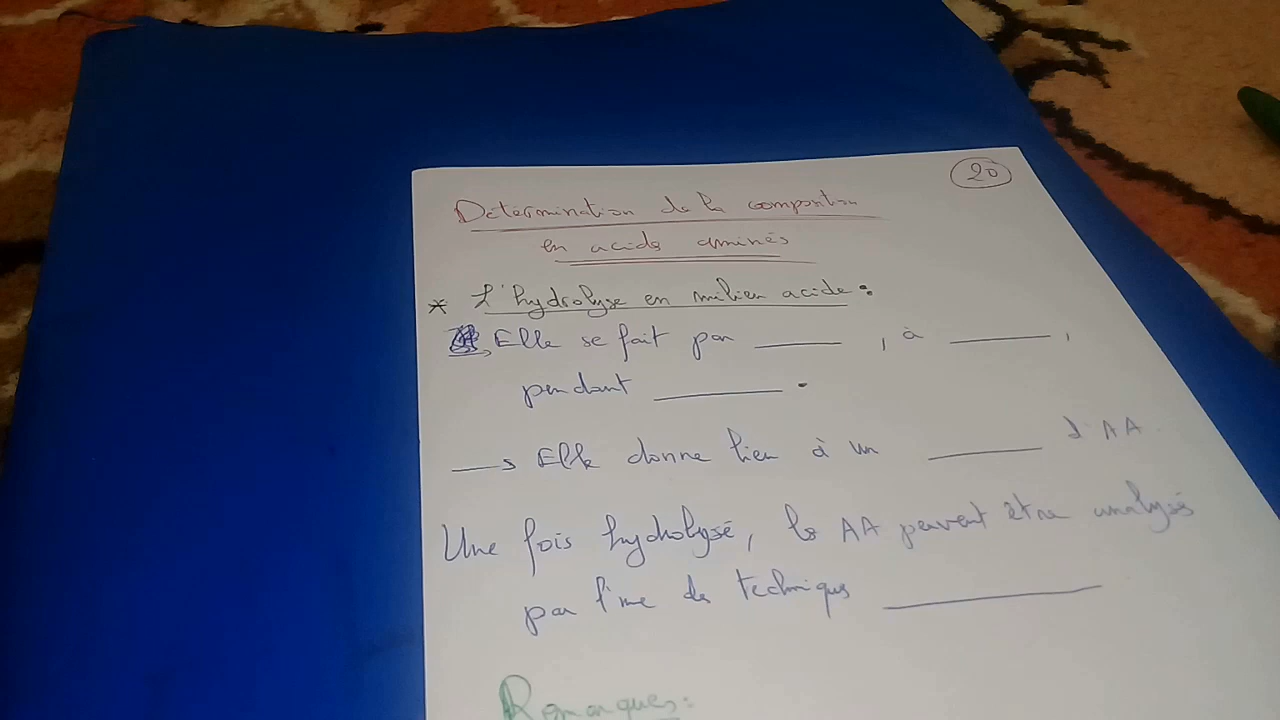 20
Détermination de la composition
en acides aminés
* L'hydrolyse en milieu acide :
Elle se fait par ______ , à ______ ,
pendant ______ .
→ Elle donne lieu à un ______ d'AA
Une fois hydrolysé, les AA peuvent être analysés
par l'une des techniques ______
Remarques :